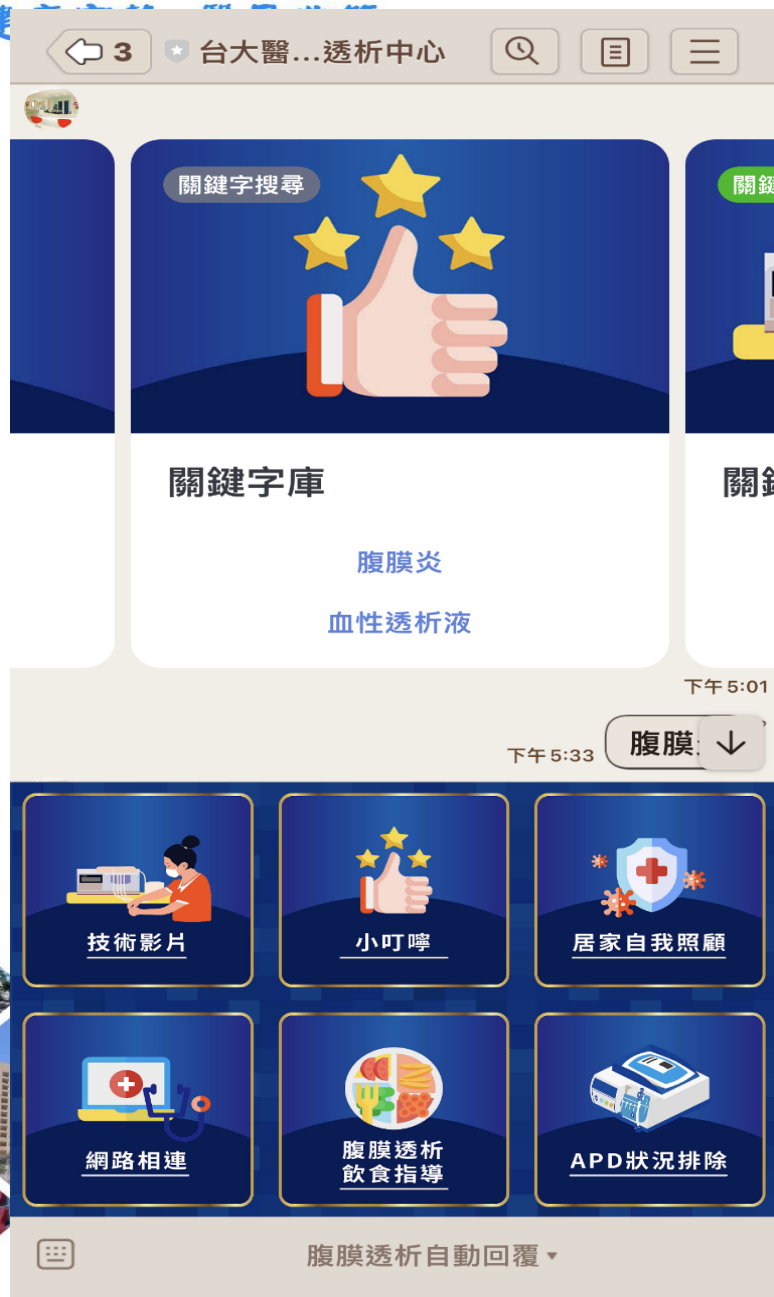 3 台大醫...透析中心
關鍵字搜尋
關鍵字庫
腹膜炎
血性透析液
下午 5:01
下午 5:33
腹膜
技術影片
小叮嚀
居家自我照顧
網路相連
腹膜透析
飲食指導
APD狀況排除
腹膜透析自動回覆